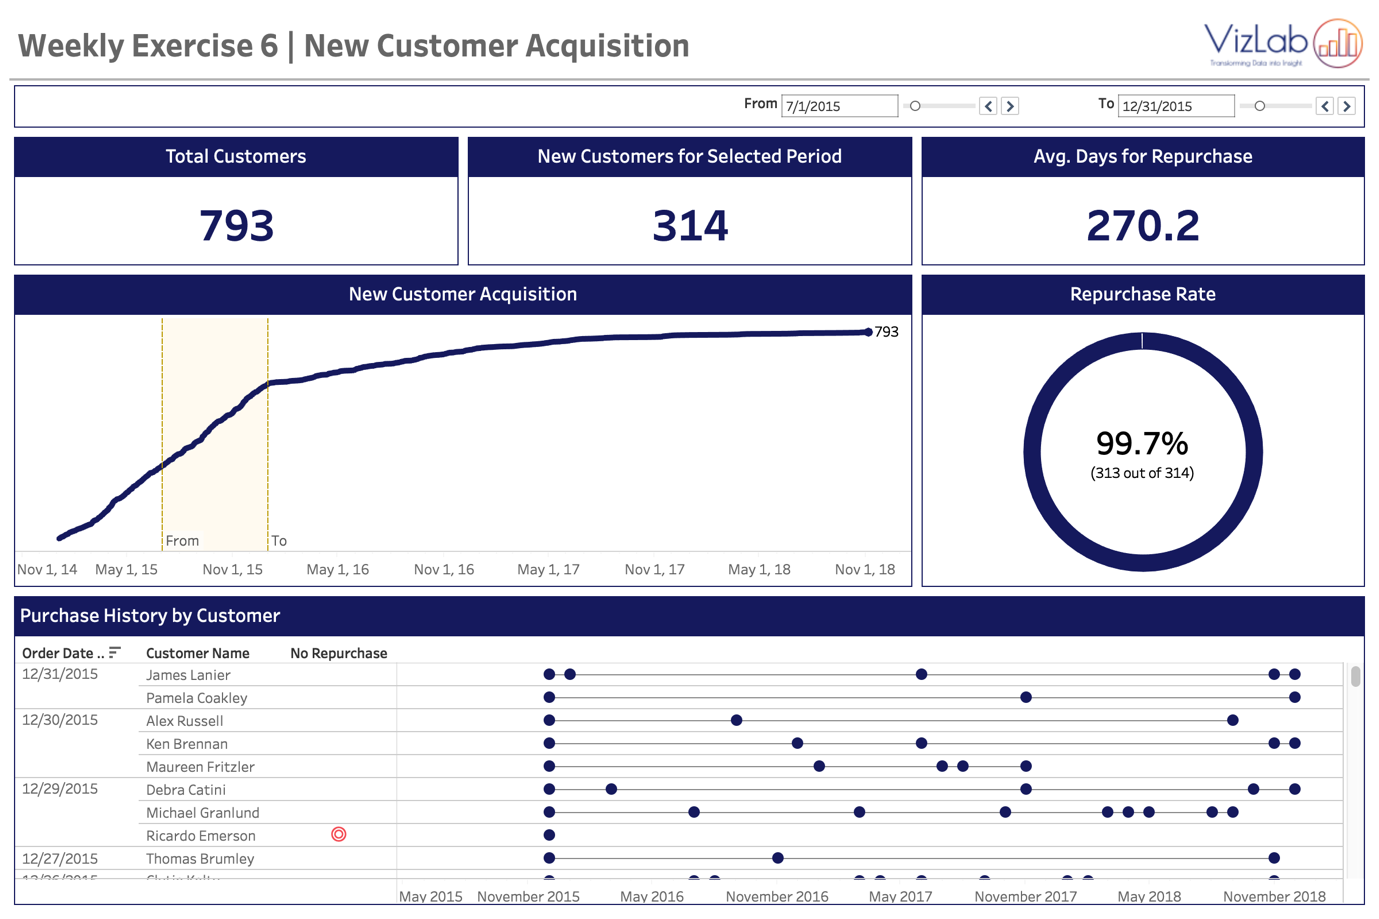 Weekly Exercise 6 | New Customer Acquisition
VizLab
Transforming Data into Insight
From 7/1/2015 To 12/31/2015
Total Customers
793
New Customers for Selected Period
314
Avg. Days for Repurchase
270.2
New Customer Acquisition
793
From To
Nov 1, 14 May 1, 15 Nov 1, 15 May 1, 16 Nov 1, 16 May 1, 17 Nov 1, 17 May 1, 18 Nov 1, 18
Repurchase Rate
99.7%
(313 out of 314)
Purchase History by Customer
Order Date .. Customer Name No Repurchase
12/31/2015 James Lanier
Pamela Coakley
12/30/2015 Alex Russell
Ken Brennan
Maureen Fritzler
12/29/2015 Debra Catini
Michael Granlund
Ricardo Emerson
12/27/2015 Thomas Brumley
May 2015 November 2015 May 2016 November 2016 May 2017 November 2017 May 2018 November 2018